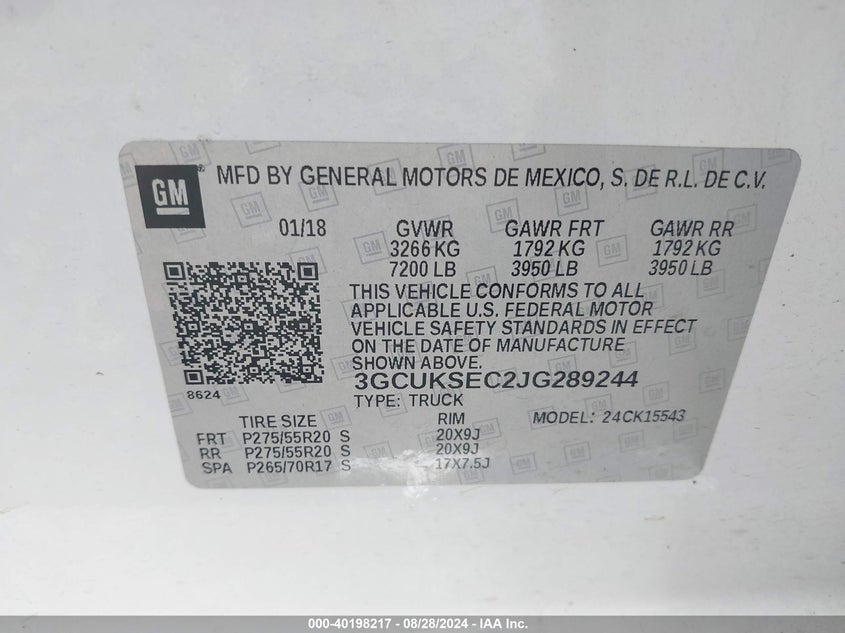 GM MFD BY GENERAL MOTORS DE MEXICO, S. DE R.L. DE C.V.
01/18 GVWR GAWR FRT GAWR RR
3266 KG 1792 KG 1792 KG
7200 LB 3950 LB 3950 LB
THIS VEHICLE CONFORMS TO ALL
APPLICABLE U.S. FEDERAL MOTOR
VEHICLE SAFETY STANDARDS IN EFFECT
ON THE DATE OF MANUFACTURE
SHOWN ABOVE.
3GCUKSEC2JG289244
8624
TYPE: TRUCK
TIRE SIZE RIM MODEL: 24CK15543
FRT P275/55R20 S 20X9J
RR P275/55R20 S 20X9J
SPA P265/70R17 S 17X7.5J
000-40198217 - 08/28/2024 - IAA Inc.